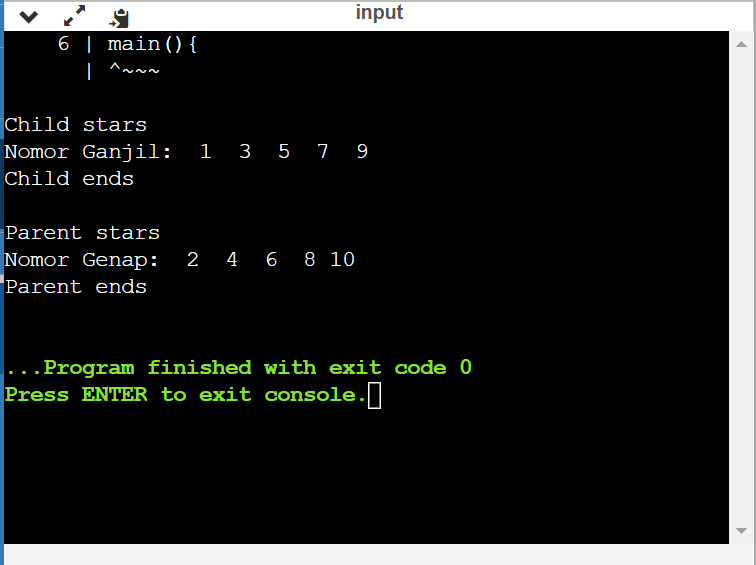 input
6 | main(){
| ^~~~
Child stars
Nomor Ganjil:  1  3  5  7  9
Child ends
Parent stars
Nomor Genap:  2  4  6  8 10
Parent ends
...Program finished with exit code 0
Press ENTER to exit console.